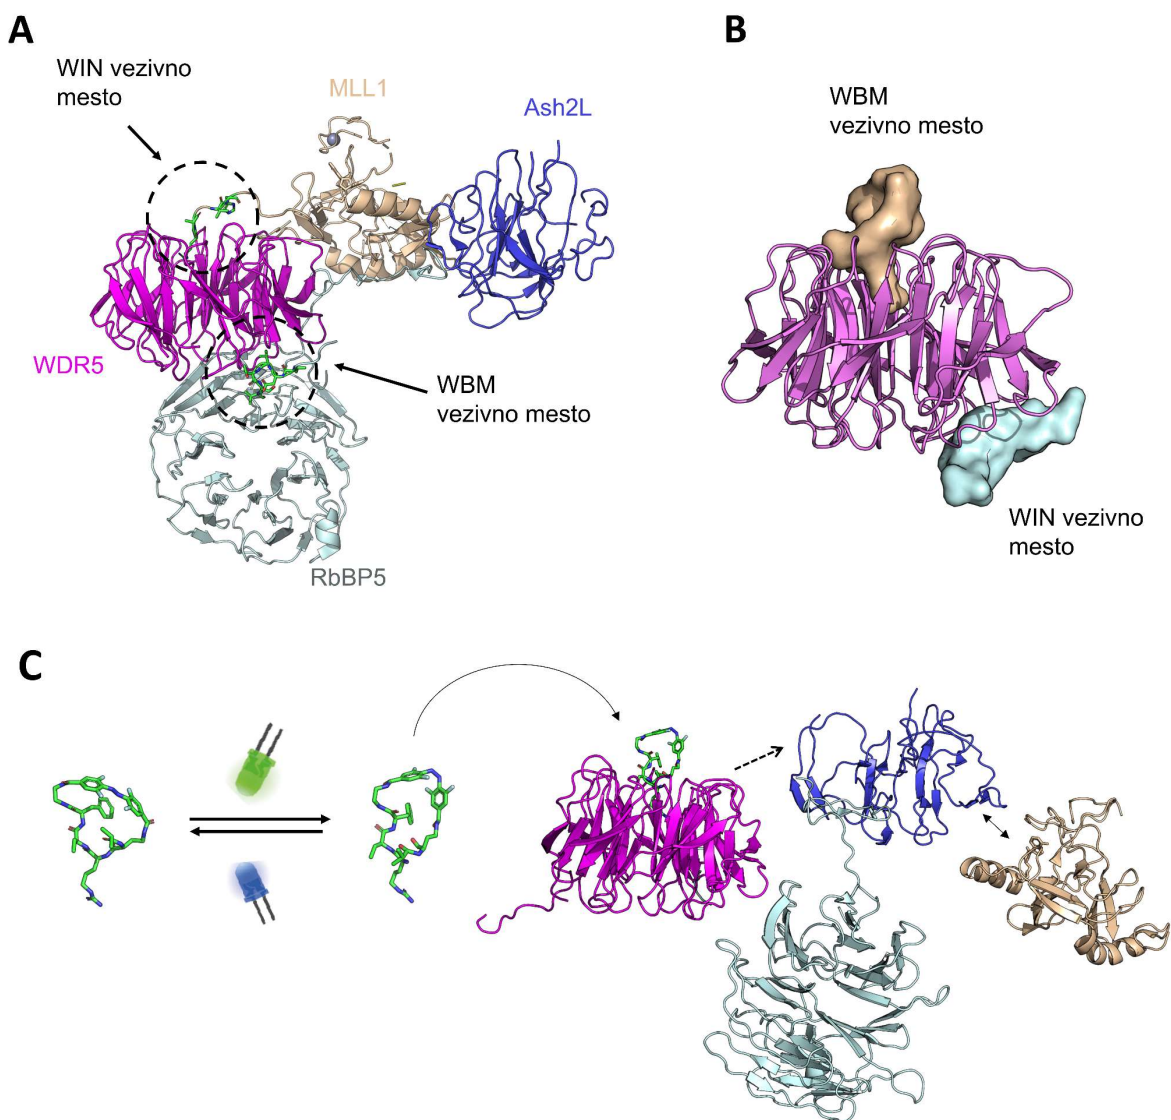 A
WIN vezivno
mesto
MLL1
Ash2L
WDR5
WBM
vezivno mesto
RbBP5
B
WBM
vezivno mesto
WIN vezivno
mesto
C